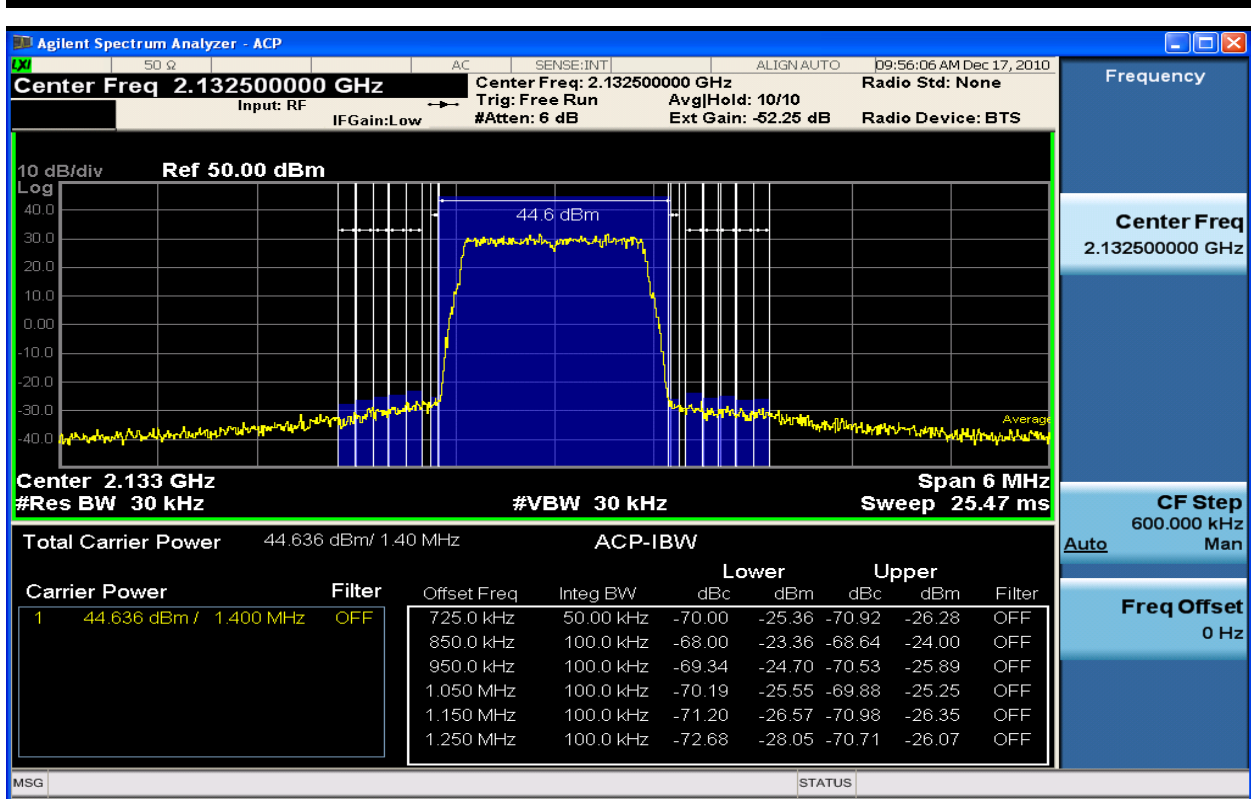 Agilent Spectrum Analyzer - ACP
LXI 50 Ω AC SENSE:INT ALIGN AUTO 09:56:06 AM Dec 17, 2010
Center Freq 2.132500000 GHz
Input: RF
IFGain:Low
Center Freq: 2.132500000 GHz
Trig: Free Run Avg|Hold: 10/10
#Atten: 6 dB Ext Gain: -52.25 dB
Radio Std: None
Radio Device: BTS
10 dB/div Ref 50.00 dBm
Log
40.0
30.0
20.0
10.0
0.00
-10.0
-20.0
-30.0
-40.0
44.6 dBm
Average
Center 2.133 GHz Span 6 MHz
#Res BW 30 kHz #VBW 30 kHz Sweep 25.47 ms
Total Carrier Power 44.636 dBm/ 1.40 MHz ACP-IBW
Lower Upper
Carrier Power Filter
1 44.636 dBm / 1.400 MHz OFF
Offset Freq Integ BW dBc dBm dBc dBm Filter
725.0 kHz 50.00 kHz -70.00 -25.36 -70.92 -26.28 OFF
850.0 kHz 100.0 kHz -68.00 -23.36 -68.64 -24.00 OFF
950.0 kHz 100.0 kHz -69.34 -24.70 -70.53 -25.89 OFF
1.050 MHz 100.0 kHz -70.19 -25.55 -69.88 -25.25 OFF
1.150 MHz 100.0 kHz -71.20 -26.57 -70.98 -26.35 OFF
1.250 MHz 100.0 kHz -72.68 -28.05 -70.71 -26.07 OFF
MSG STATUS
Frequency
Center Freq
2.132500000 GHz
CF Step
600.000 kHz
Auto Man
Freq Offset
0 Hz